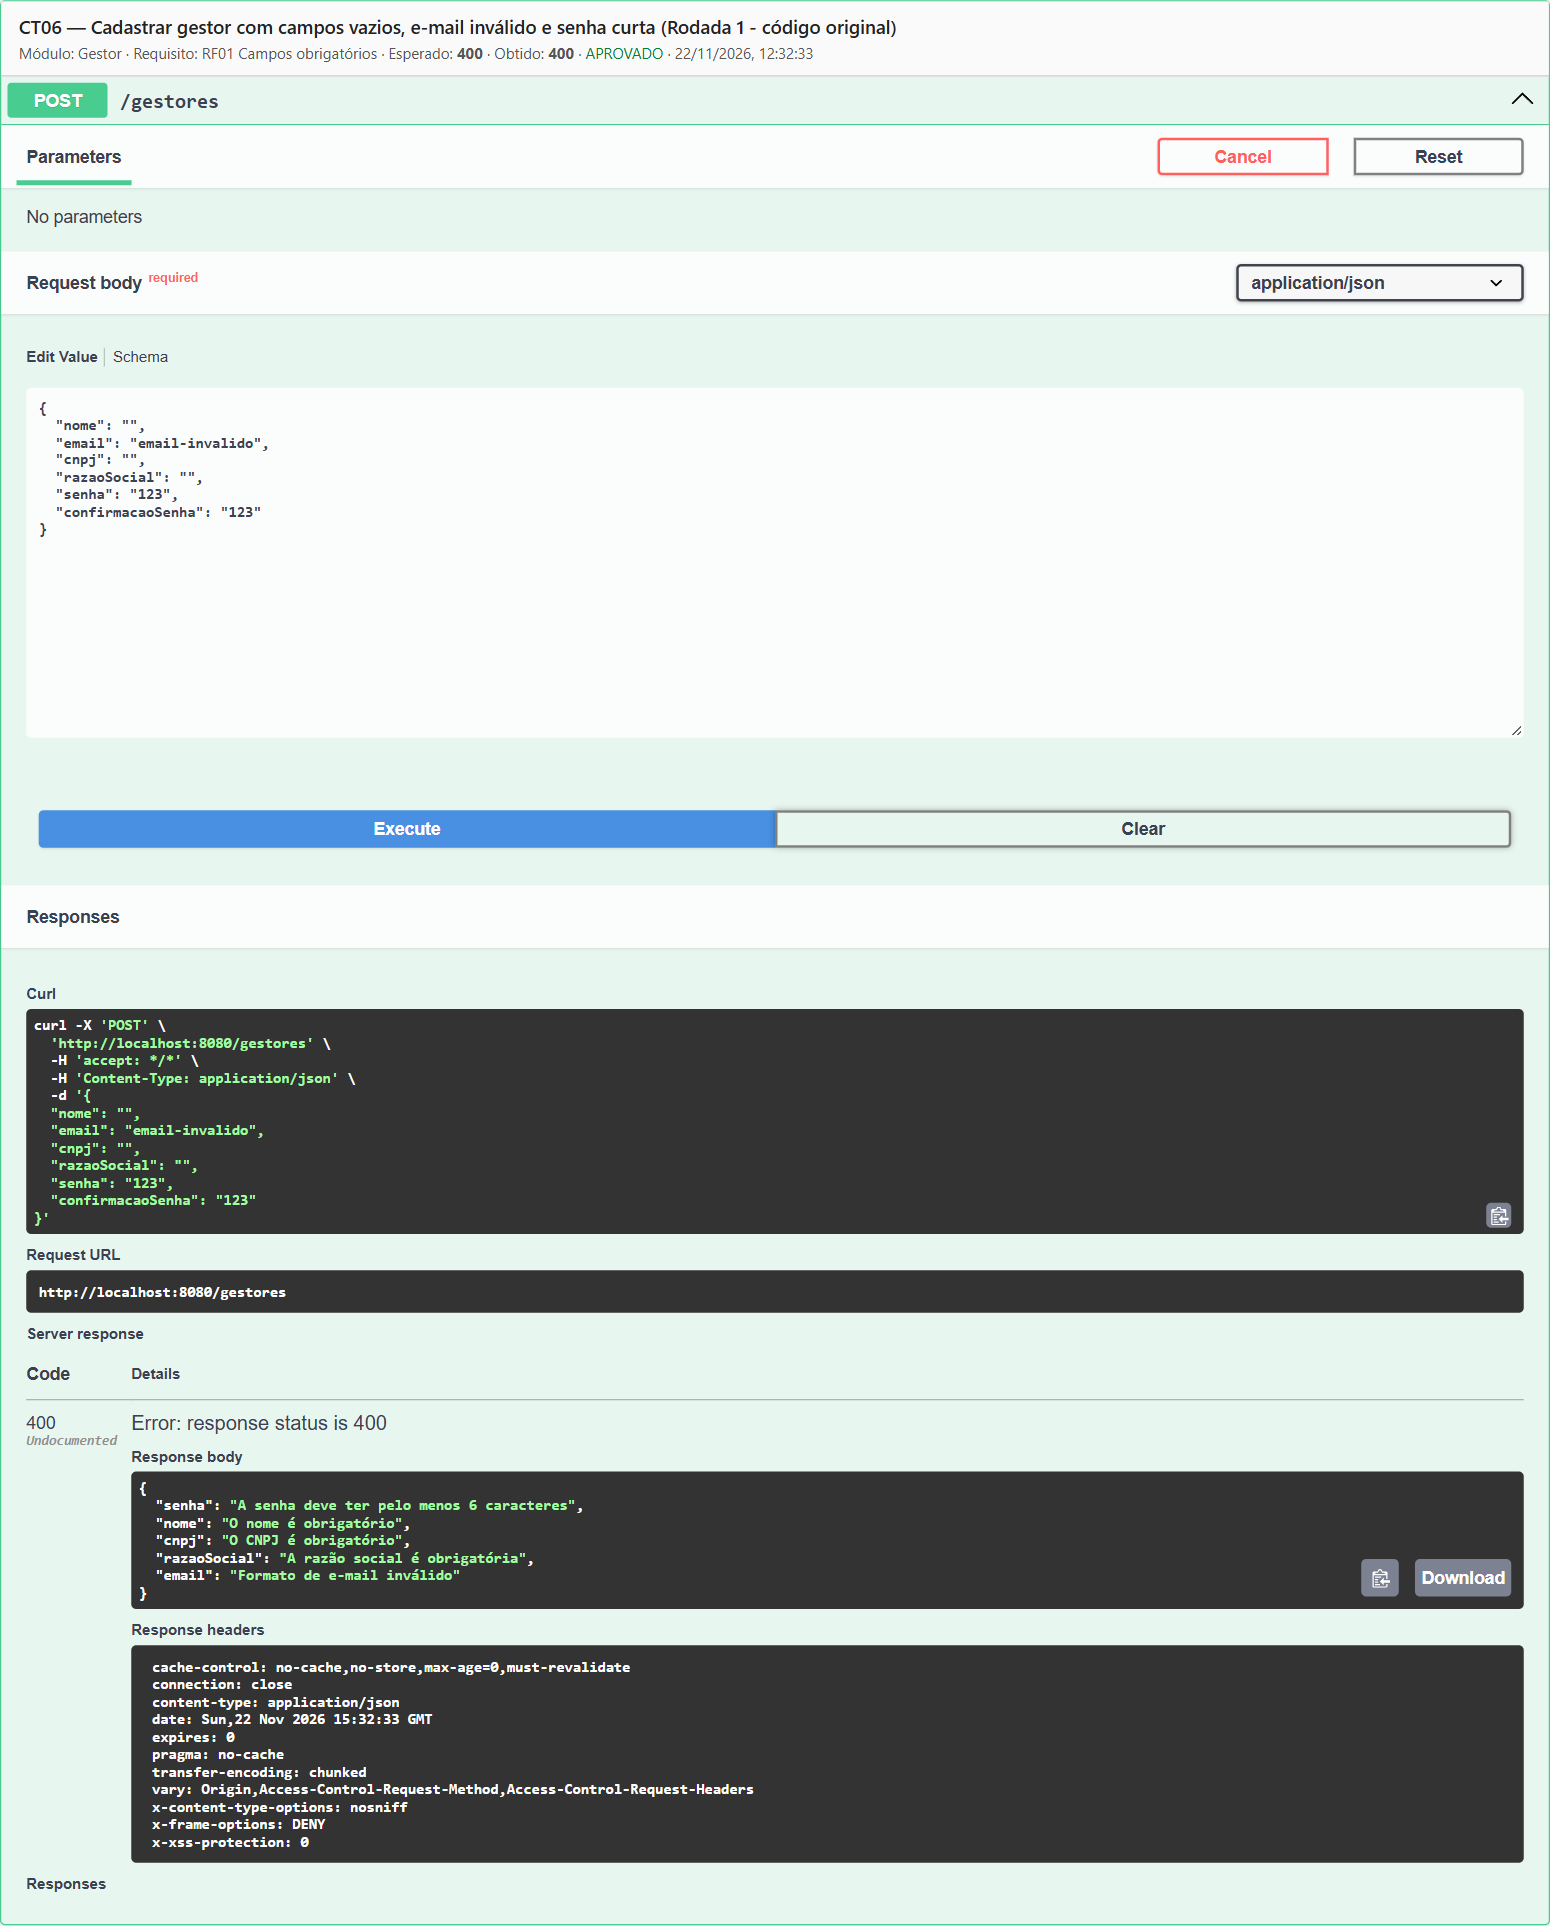 CT06 — Cadastrar gestor com campos vazios, e-mail inválido e senha curta (Rodada 1 - código original)
Módulo: Gestor · Requisito: RF01 Campos obrigatórios · Esperado: 400 · Obtido: 400 · APROVADO · 22/11/2026, 12:32:33
POST /gestores
Parameters
Cancel
Reset
No parameters
Request body required
application/json
Edit Value
Schema
{
  "nome": "",
  "email": "email-invalido",
  "cnpj": "",
  "razaoSocial": "",
  "senha": "123",
  "confirmacaoSenha": "123"
}
Execute
Clear
Responses
Curl
curl -X 'POST' \
  'http://localhost:8080/gestores' \
  -H 'accept: */*' \
  -H 'Content-Type: application/json' \
  -d '{
  "nome": "",
  "email": "email-invalido",
  "cnpj": "",
  "razaoSocial": "",
  "senha": "123",
  "confirmacaoSenha": "123"
}'
Request URL
http://localhost:8080/gestores
Server response
Code
Details
400
Undocumented
Error: response status is 400
Response body
{
  "senha": "A senha deve ter pelo menos 6 caracteres",
  "nome": "O nome é obrigatório",
  "cnpj": "O CNPJ é obrigatório",
  "razaoSocial": "A razão social é obrigatória",
  "email": "Formato de e-mail inválido"
}
Download
Response headers
cache-control: no-cache,no-store,max-age=0,must-revalidate
connection: close
content-type: application/json
date: Sun,22 Nov 2026 15:32:33 GMT
expires: 0
pragma: no-cache
transfer-encoding: chunked
vary: Origin,Access-Control-Request-Method,Access-Control-Request-Headers
x-content-type-options: nosniff
x-frame-options: DENY
x-xss-protection: 0
Responses